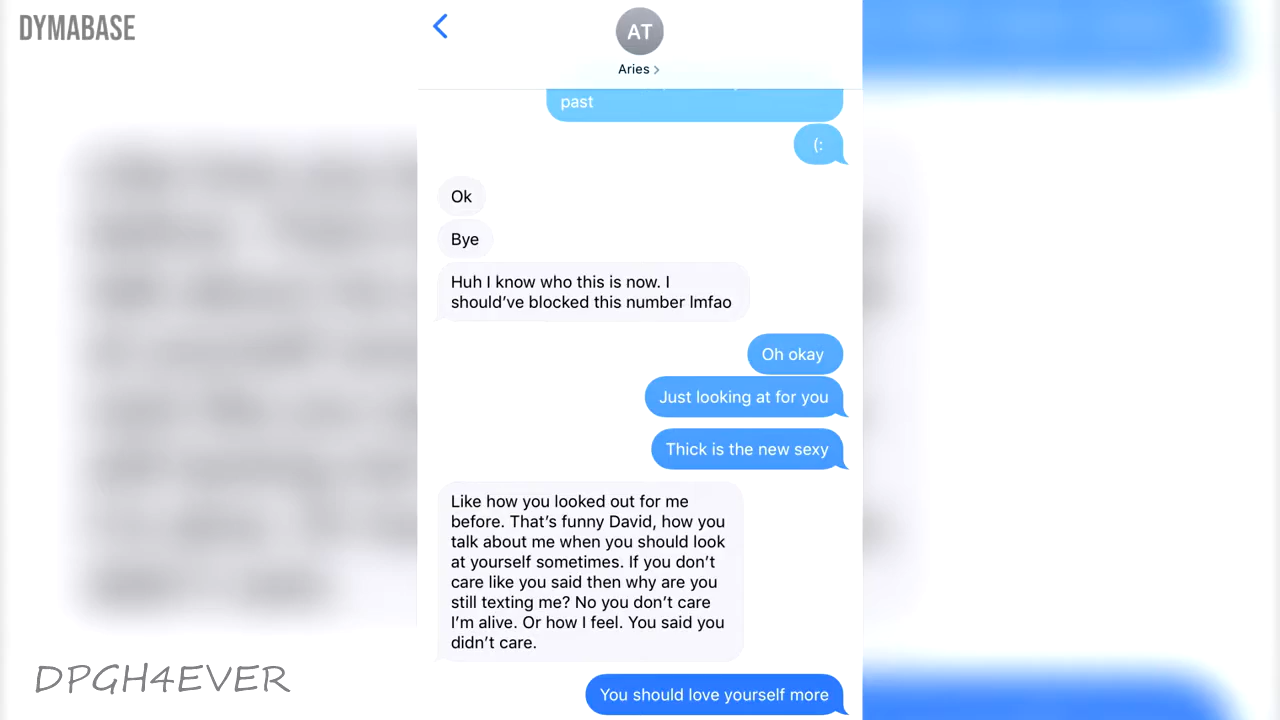 DYMABASE
AT
Aries
past
(:
Ok
Bye
Huh I know who this is now. I
should've blocked this number lmfao
Oh okay
Just looking at for you
Thick is the new sexy
Like how you looked out for me
before. That's funny David, how you
talk about me when you should look
at yourself sometimes. If you don't
care like you said then why are you
still texting me? No you don't care
I'm alive. Or how I feel. You said you
didn't care.
You should love yourself more
DPGH4EVER